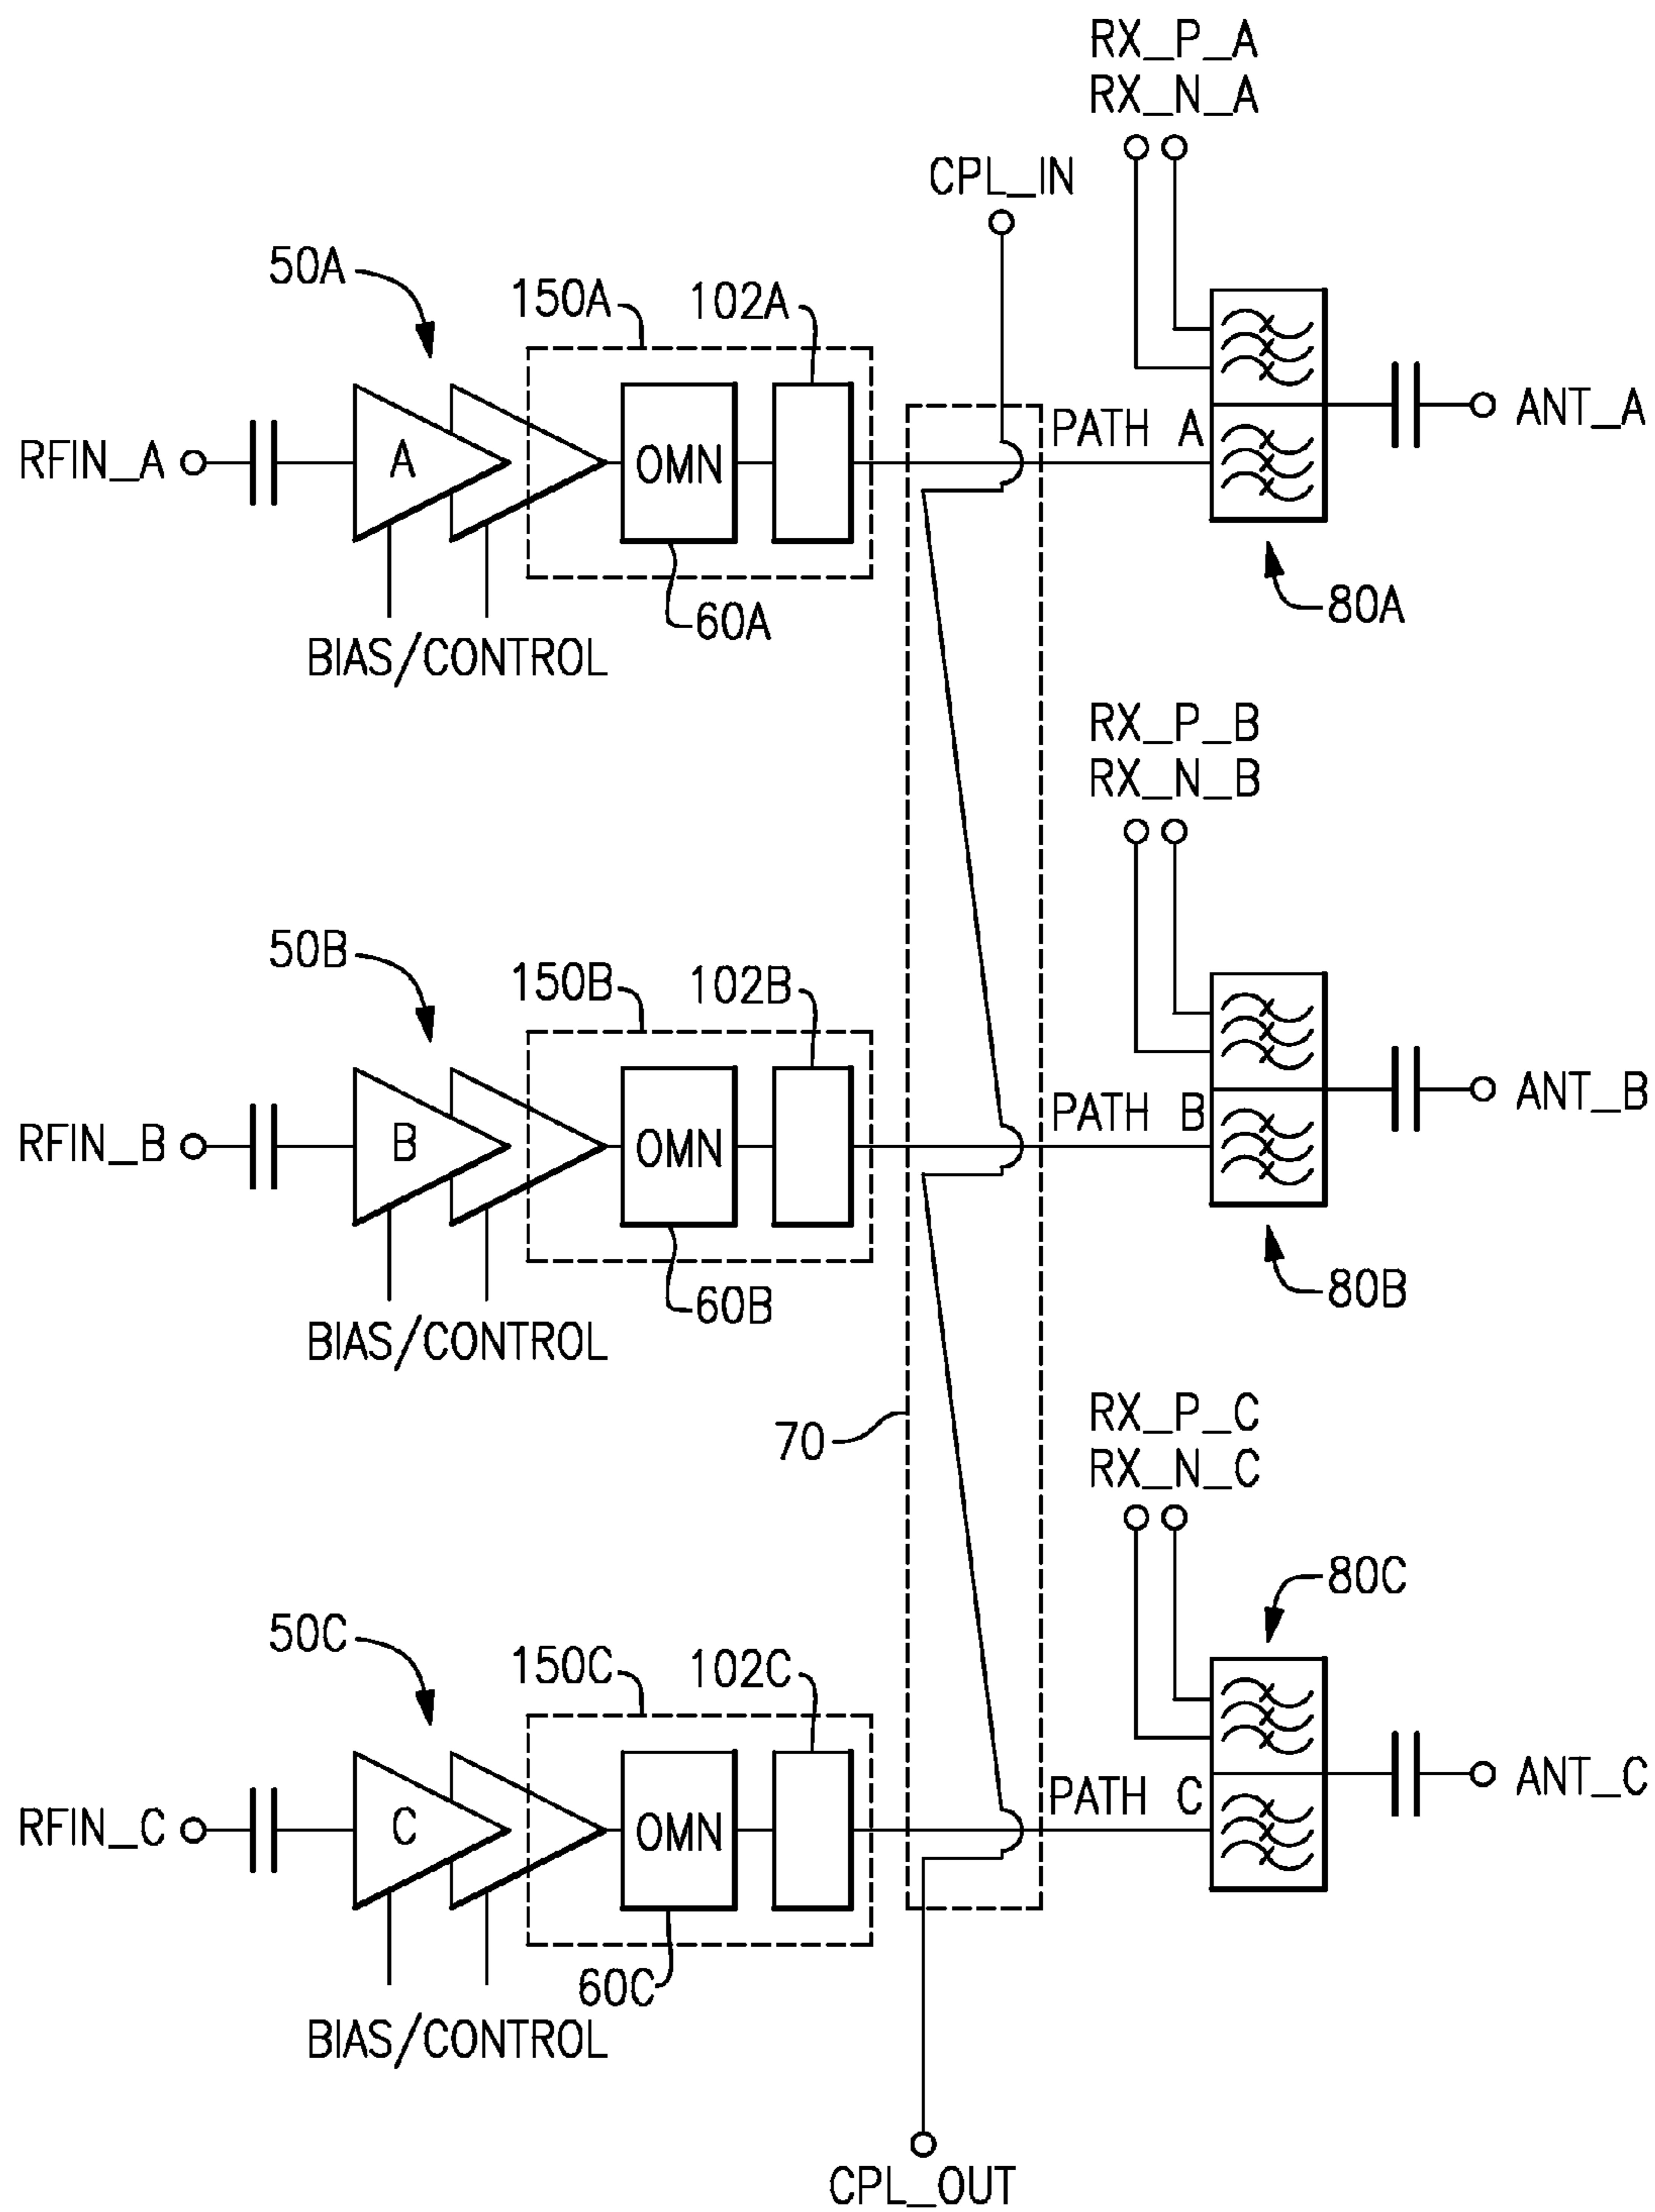 RX_P_A
RX_N_A
CPL_IN
50A
150A
102A
RFIN_A
A
OMN
PATH A
ANT_A
60A
80A
BIAS/CONTROL
RX_P_B
RX_N_B
50B
150B
102B
RFIN_B
B
OMN
PATH B
ANT_B
60B
80B
BIAS/CONTROL
70
RX_P_C
RX_N_C
80C
50C
150C
102C
RFIN_C
C
OMN
PATH C
ANT_C
60C
BIAS/CONTROL
CPL_OUT